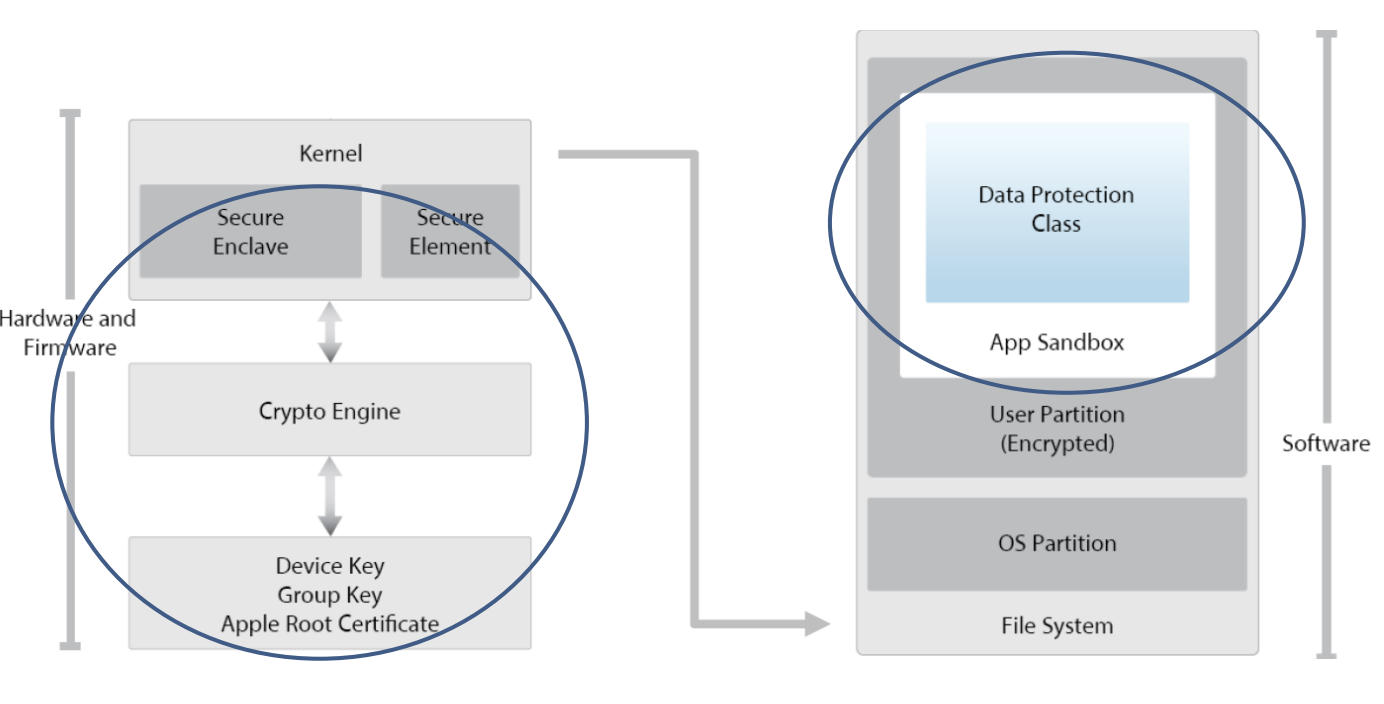 Kernel
Secure
Enclave
Secure
Element
Hardware and
Firmware
Crypto Engine
Device Key
Group Key
Apple Root Certificate
Data Protection
Class
App Sandbox
User Partition
(Encrypted)
OS Partition
File System
Software